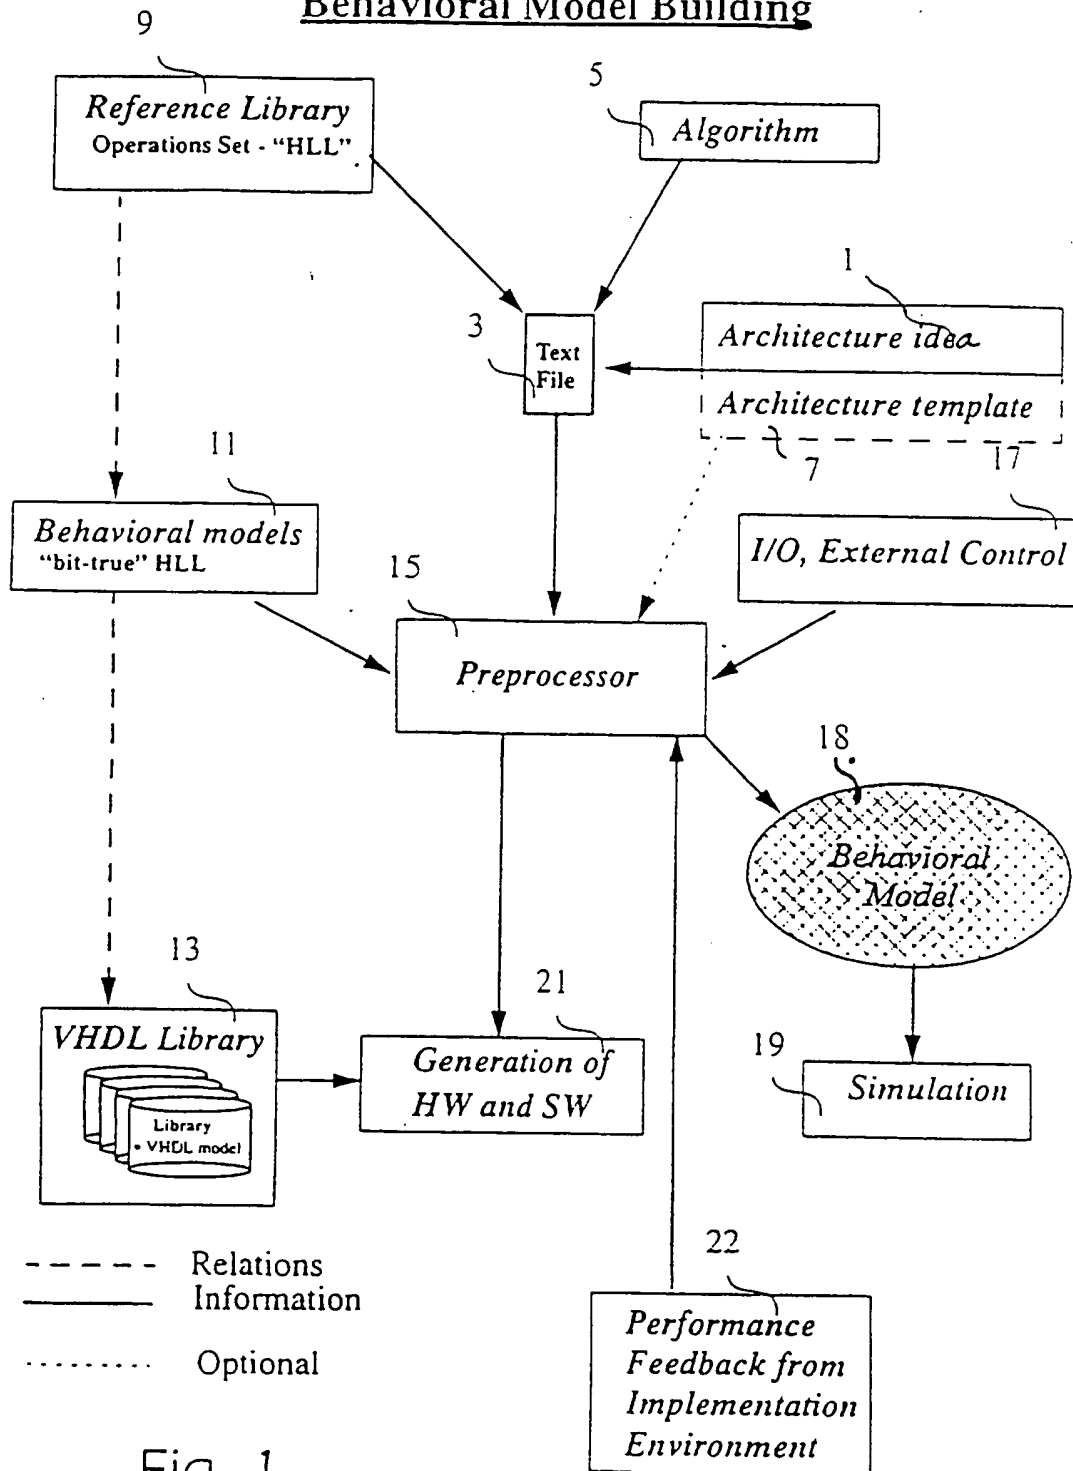 Behavioral Model Building
9
Reference Library
Operations Set - "HLL"
5
Algorithm
1
Architecture idea
Architecture template
7
3
Text
File
11
Behavioral models
"bit-true" HLL
17
I/O, External Control
15
Preprocessor
18
Behavioral
Model
13
VHDL Library
Library
• VHDL model
21
Generation of
HW and SW
19
Simulation
Relations
Information
Optional
22
Performance
Feedback from
Implementation
Environment
Fig. 1